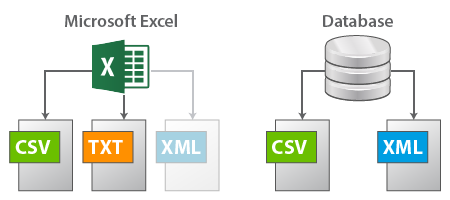 Microsoft Excel
Database
X
CSV
TXT
XML
CSV
XML